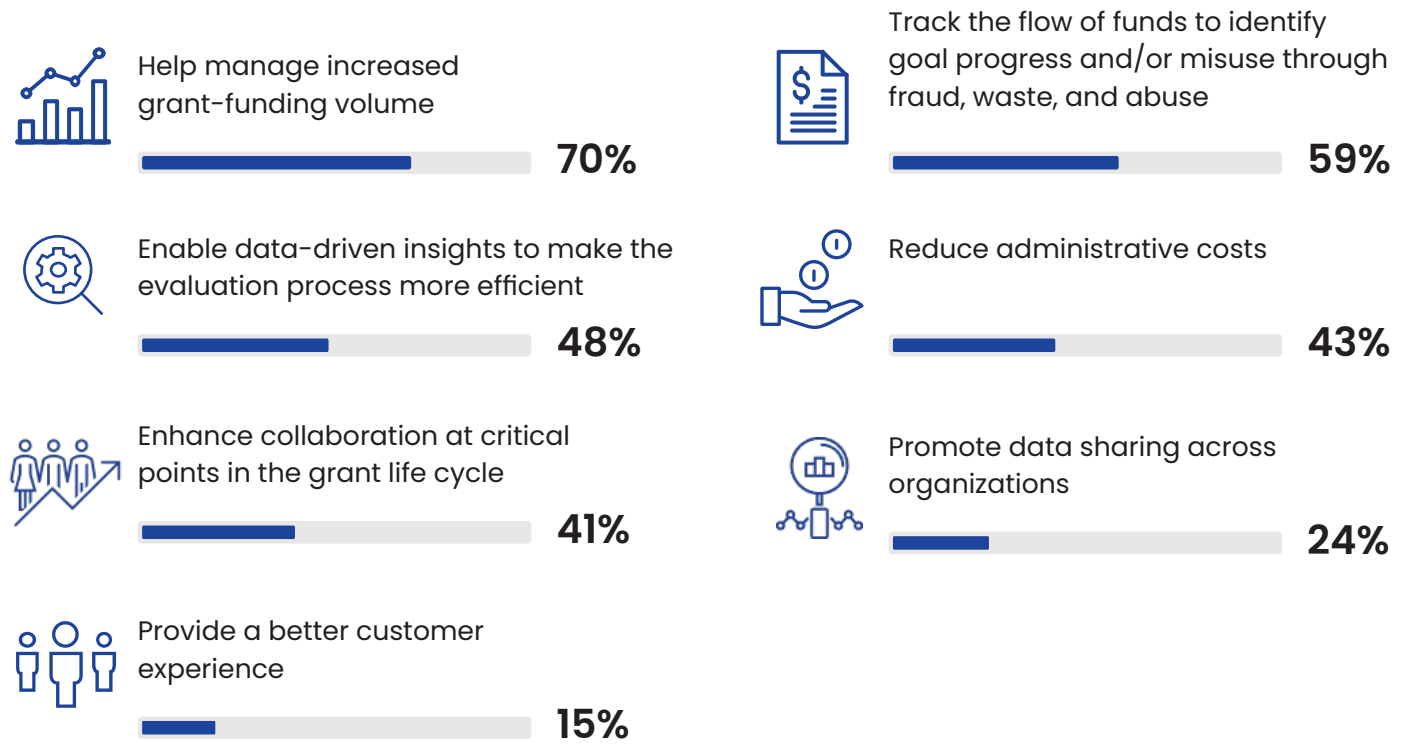 Help manage increased
grant-funding volume
70%
Track the flow of funds to identify
goal progress and/or misuse through
fraud, waste, and abuse
$
59%
Enable data-driven insights to make the
evaluation process more efficient
48%
Reduce administrative costs
43%
Enhance collaboration at critical
points in the grant life cycle
41%
Promote data sharing across
organizations
24%
Provide a better customer
experience
15%